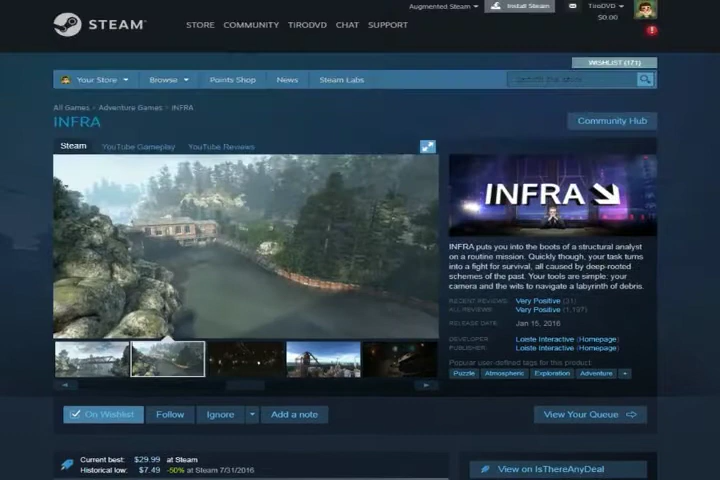 Augmented Steam
Install Steam
TiroDVD
$0.00
STEAM
STORE COMMUNITY TIRODVD CHAT SUPPORT
WISHLIST (171)
Your Store Browse Points Shop News Steam Labs
All Games > Adventure Games > INFRA
INFRA
Community Hub
Steam YouTube Gameplay YouTube Reviews
INFRA
INFRA puts you into the boots of a structural analyst
on a routine mission. Quickly though, your task turns
into a fight for survival, all caused by deep-rooted
schemes of the past. Your tools are simple: your
camera and the wits to navigate a labyrinth of debris.
RECENT REVIEWS: Very Positive (21)
ALL REVIEWS: Very Positive (1,197)
RELEASE DATE: Jan 15, 2016
DEVELOPER: Loiste Interactive (Homepage)
PUBLISHER: Loiste Interactive (Homepage)
Popular user-defined tags for this product:
Puzzle Atmospheric Exploration Adventure +
On Wishlist Follow Ignore Add a note View Your Queue
Current best: $29.99 at Steam
Historical low: $7.49 -50% at Steam 7/31/2016
View on IsThereAnyDeal